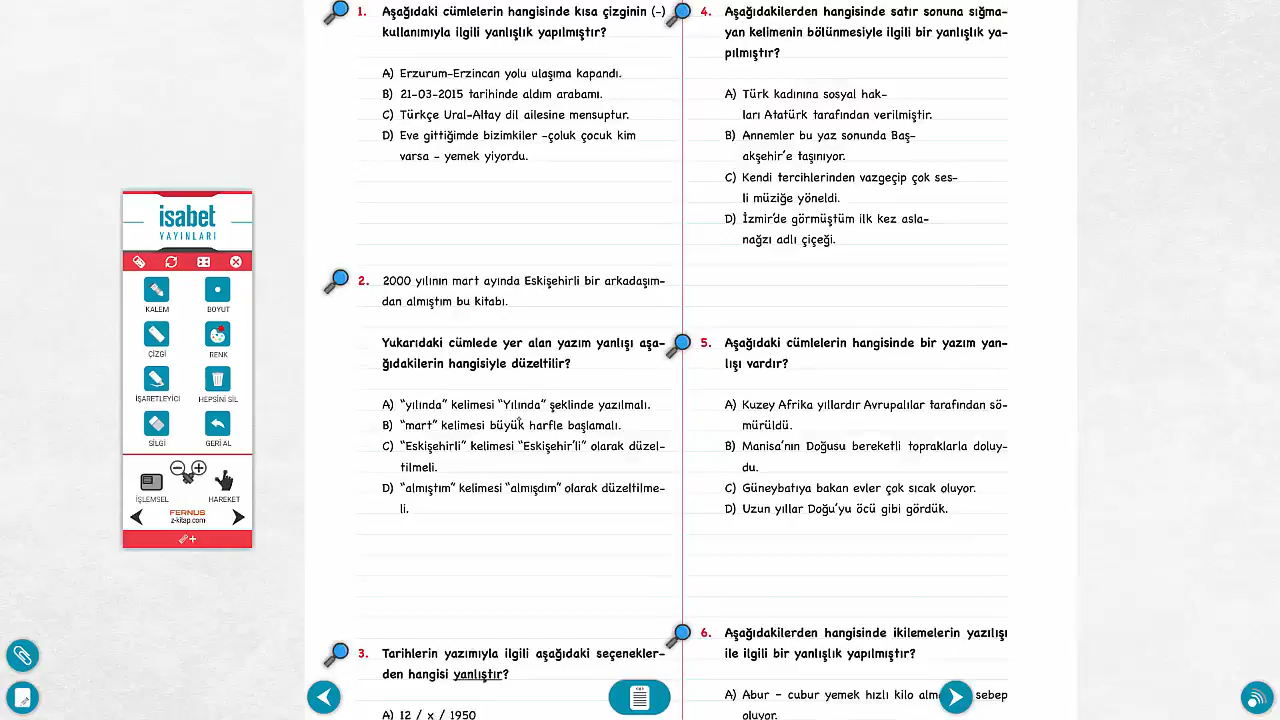 1. Aşağıdaki cümlelerin hangisinde kısa çizginin (-)
kullanımıyla ilgili yanlışlık yapılmıştır?
A) Erzurum-Erzincan yolu ulaşıma kapandı.
B) 21-03-2015 tarihinde aldım arabamı.
C) Türkçe Ural-Altay dil ailesine mensuptur.
D) Eve gittiğimde bizimkiler -çoluk çocuk kim
varsa - yemek yiyordu.
2. 2000 yılının mart ayında Eskişehirli bir arkadaşım-
dan almıştım bu kitabı.
Yukarıdaki cümlede yer alan yazım yanlışı aşa-
ğıdakilerin hangisiyle düzeltilir?
A) “yılında” kelimesi “Yılında” şeklinde yazılmalı.
B) “mart” kelimesi büyük harfle başlamalı.
C) “Eskişehirli” kelimesi “Eskişehir’li” olarak düzel-
tilmeli.
D) “almıştım” kelimesi “almışdım” olarak düzeltilme-
li.
3. Tarihlerin yazımıyla ilgili aşağıdaki seçenekler-
den hangisi yanlıştır?
A) 12 / x / 1950
4. Aşağıdakilerden hangisinde satır sonuna sığma-
yan kelimenin bölünmesiyle ilgili bir yanlışlık ya-
pılmıştır?
A) Türk kadınına sosyal hak-
ları Atatürk tarafından verilmiştir.
B) Annemler bu yaz sonunda Baş-
akşehir’e taşınıyor.
C) Kendi tercihlerinden vazgeçip çok ses-
li müziğe yöneldi.
D) İzmir’de görmüştüm ilk kez asla-
nağzı adlı çiçeği.
5. Aşağıdaki cümlelerin hangisinde bir yazım yan-
lışı vardır?
A) Kuzey Afrika yıllardır Avrupalılar tarafından sö-
mürüldü.
B) Manisa’nın Doğusu bereketli topraklarla doluy-
du.
C) Güneybatıya bakan evler çok sıcak oluyor.
D) Uzun yıllar Doğu’yu öcü gibi gördük.
6. Aşağıdakilerden hangisinde ikilemelerin yazılışı
ile ilgili bir yanlışlık yapılmıştır?
A) Abur - cubur yemek hızlı kilo sebep
oluyor.
isabet
YAYINLARI
KALEM
BOYUT
ÇİZGİ
RENK
İŞARETLEYİCİ
HEPSİNİ SİL
SİLGİ
GERİ AL
İŞLEMSEL
HAREKET
FERNUS
z-kitap.com